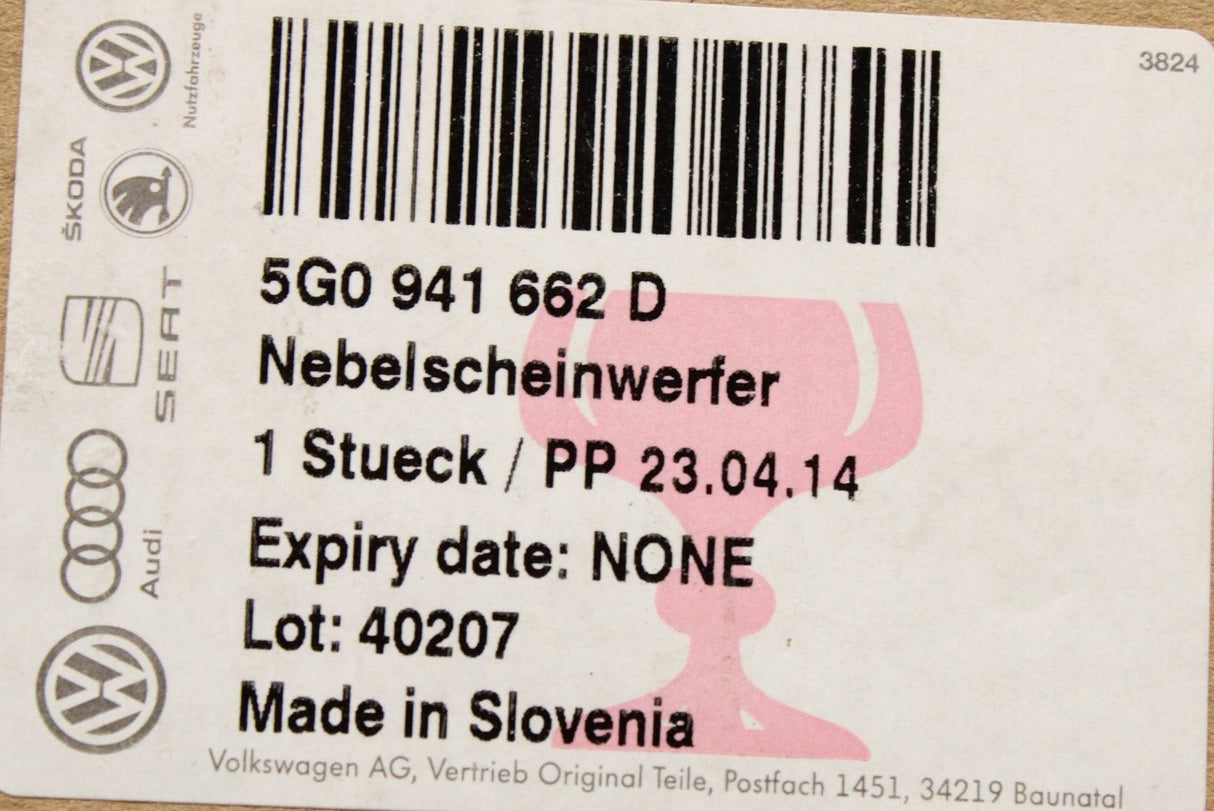 3824
Nutzfahrzeuge
ŠKODA
SEAT
Audi
5G0 941 662 D
Nebelscheinwerfer
1 Stueck / PP 23.04.14
Expiry date: NONE
Lot: 40207
Made in Slovenia
Volkswagen AG, Vertrieb Original Teile, Postfach 1451, 34219 Baunatal